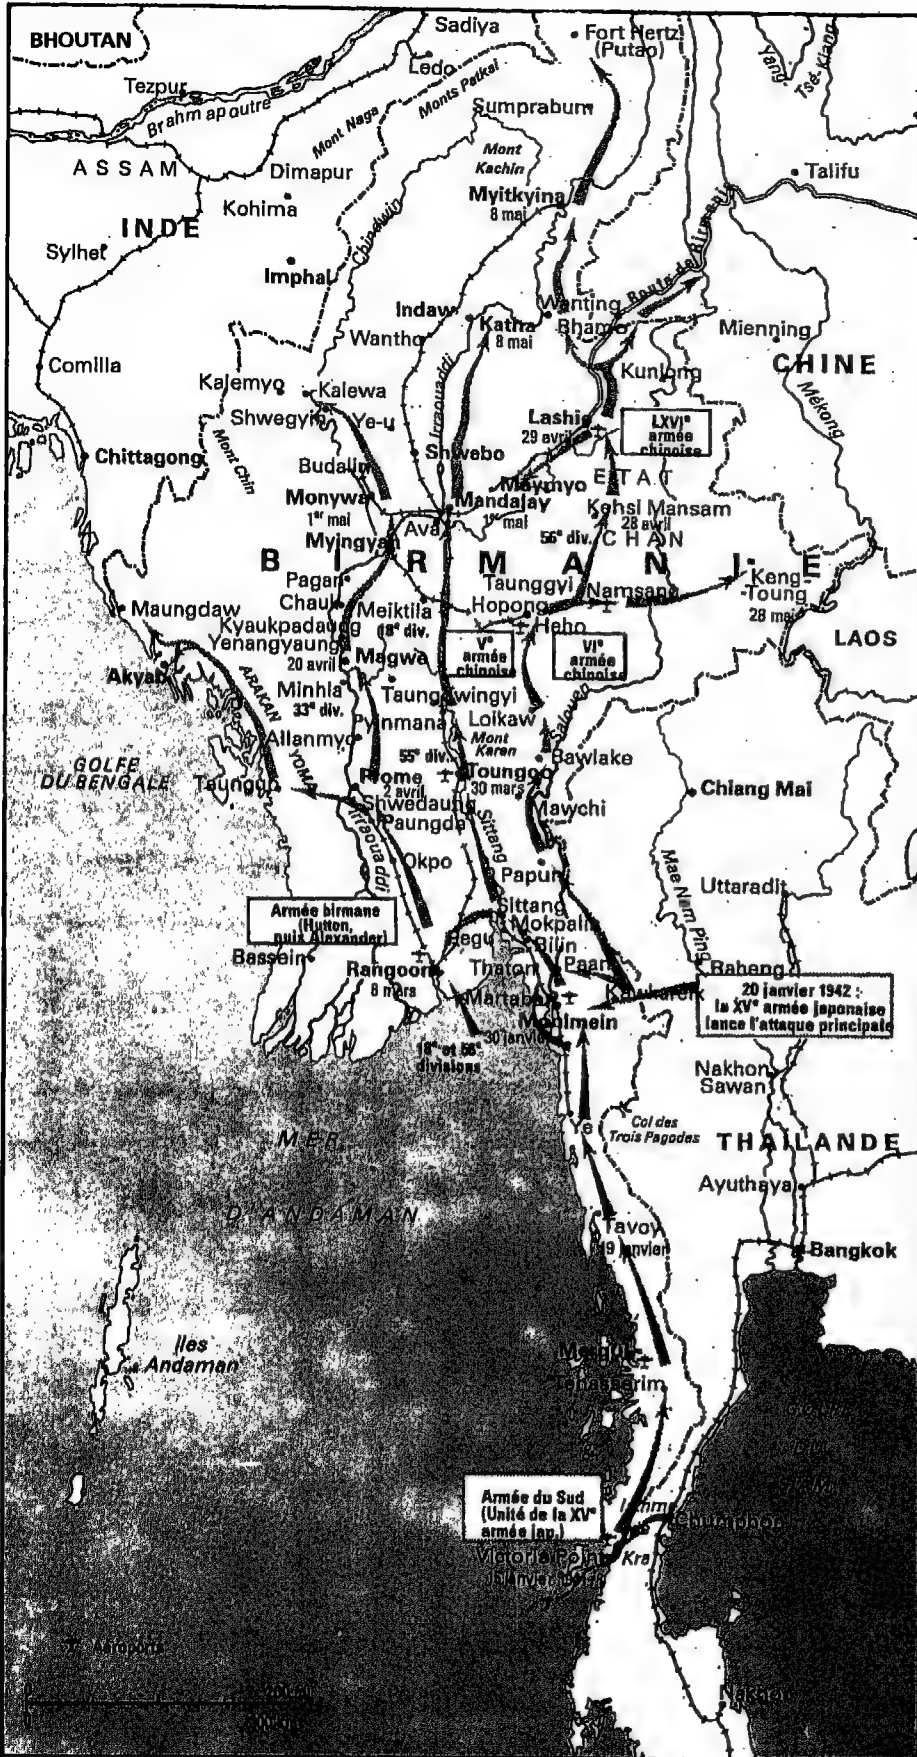 BHOUTAN
Sadiya
Fort Hertz
(Putao)
Yang-
Tsé-Kiang
Ledo
Tezpur
Brahmapoutre
Monts Patkai
Mont Naga
Sumprabum
Mont
Kachin
ASSAM
Dimapur
Talifu
Kohima
Myitkyina
8 mai
INDE
Chindwin
Sylhet
Imphal
Route de Birmanie
Indaw
Wanting
Katha
8 mai
Bhamo
Wantho
Mienning
Comilla
CHINE
Irraouaddi
Kunlong
Kalemyo
Kalewa
Mékong
Shwegyin
Ye-u
Lashio
29 avril
LXVIe
armée
chinoise
Mont Chin
Chittagong
Budalin
Shwebo
Maymyo
ETAT
Monywa
1er mai
Mandalay
1er mai
Kehsi Mansam
28 avril
Ava
Myingyan
56e div.
CHAN
BIRMANIE
Pagan
Taunggyi
Namsang
Keng-
Toung
28 mai
Chauk
Meiktila
Hopong
Maungdaw
Kyaukpadaung
18e div.
Heho
Yenangyaung
20 avril
Ve
armée
chinoise
VIe
armée
chinoise
LAOS
Magwe
Akyab
Minhla
33e div.
Taungdwingyi
ARAKAN
YOMA
Pyinmana
Loikaw
Salouen
Mont
Karen
Allanmyo
GOLFE
DU BENGALE
55e div.
Bawlake
Taungup
Prome
2 avril
Toungoo
30 mars
Chiang Mai
Shwedaung
Mawchi
Paungde
Irraouaddi
Sittang
Okpo
Papun
Mae Nam Ping
Uttaradit
Armée birmane
(Hutton,
puis Alexander)
Sittang
Mokpalin
Pegu
Bilin
Bassein
Rangoon
8 mars
Thaton
Paan
Raheng
Martaban
Kawkareik
20 janvier 1942 :
la XVe armée japonaise
lance l'attaque principale
Moulmein
30 janvier
18e et 56e
divisions
Nakhon
Sawan
Ye
Col des
Trois Pagodes
MER
D'ANDAMAN
THAILANDE
Ayuthaya
Tavoy
19 janvier
Bangkok
Iles
Andaman
Mergui
Tenasserim
Armée du Sud
(Unité de la XVe
armée jap.)
Chumphon
Victoria Point
Kra
Aéroports
Nakhon